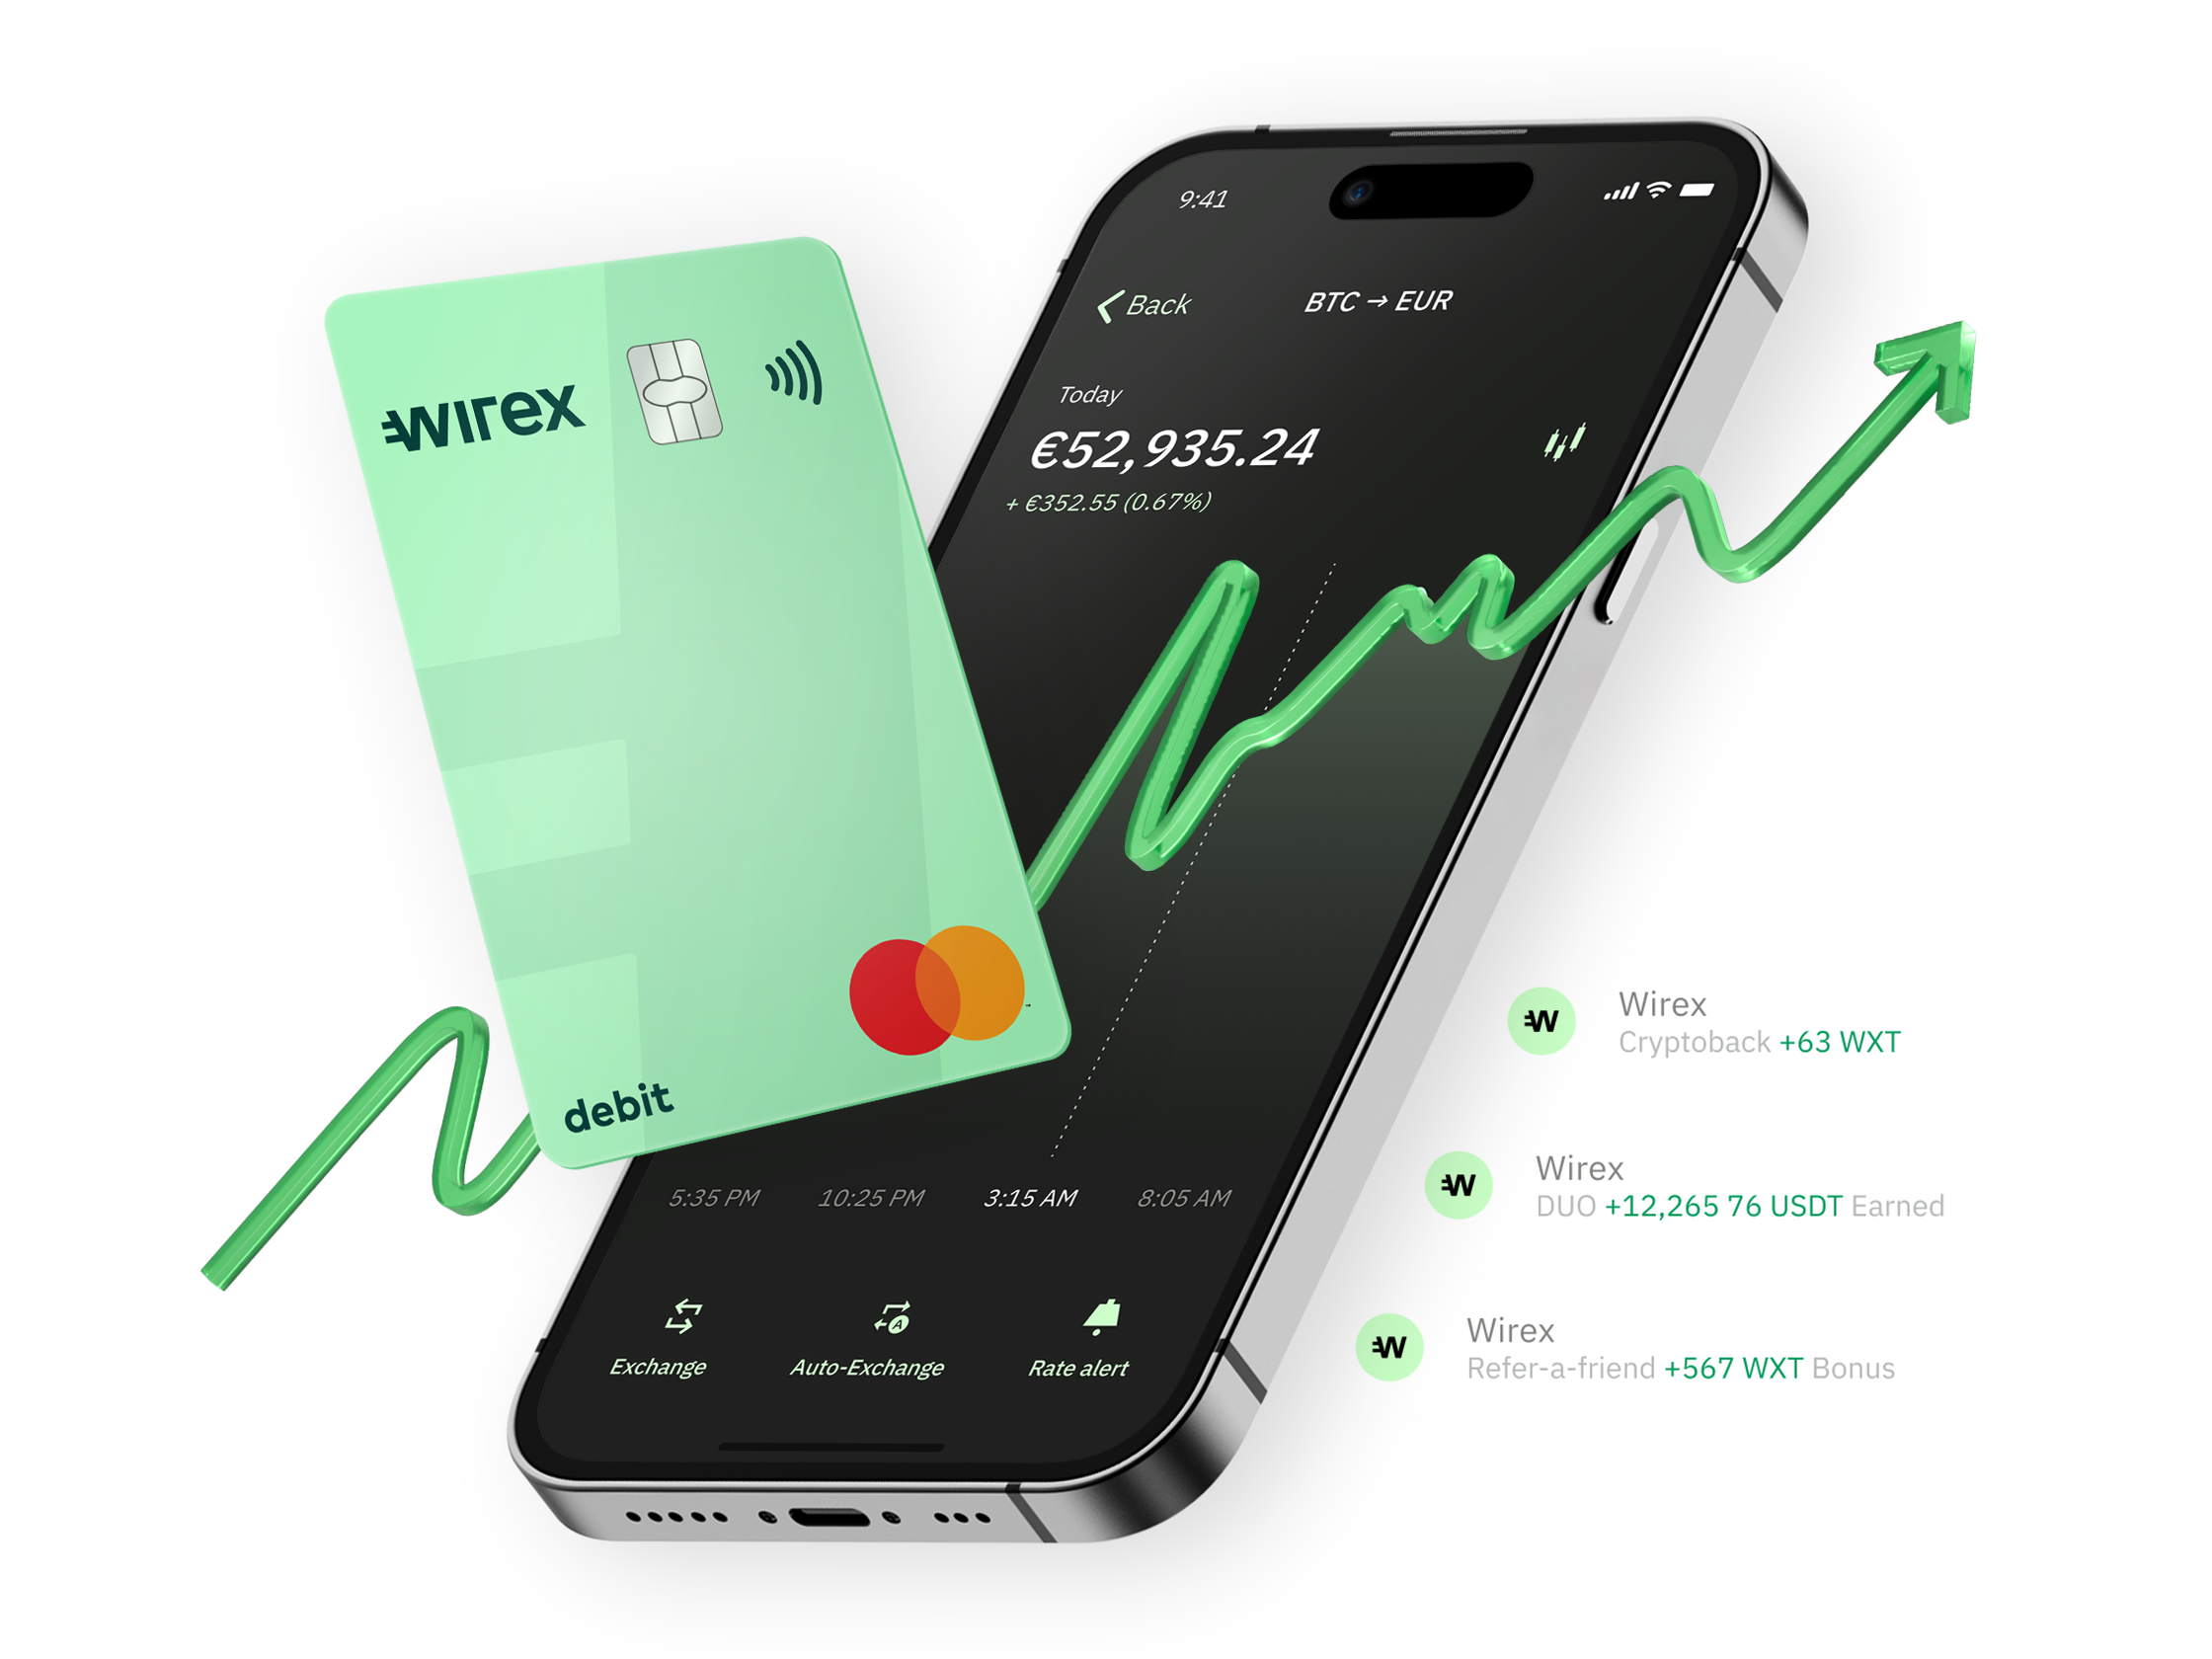 wirex
debit
9:41
Back
BTC → EUR
Today
€52,935.24
+ €352.55 (0.67%)
5:35 PM 10:25 PM 3:15 AM 8:05 AM
Exchange Auto-Exchange Rate alert
W
Wirex
Cryptoback +63 WXT
W
Wirex
DUO +12,265 76 USDT Earned
W
Wirex
Refer-a-friend +567 WXT Bonus